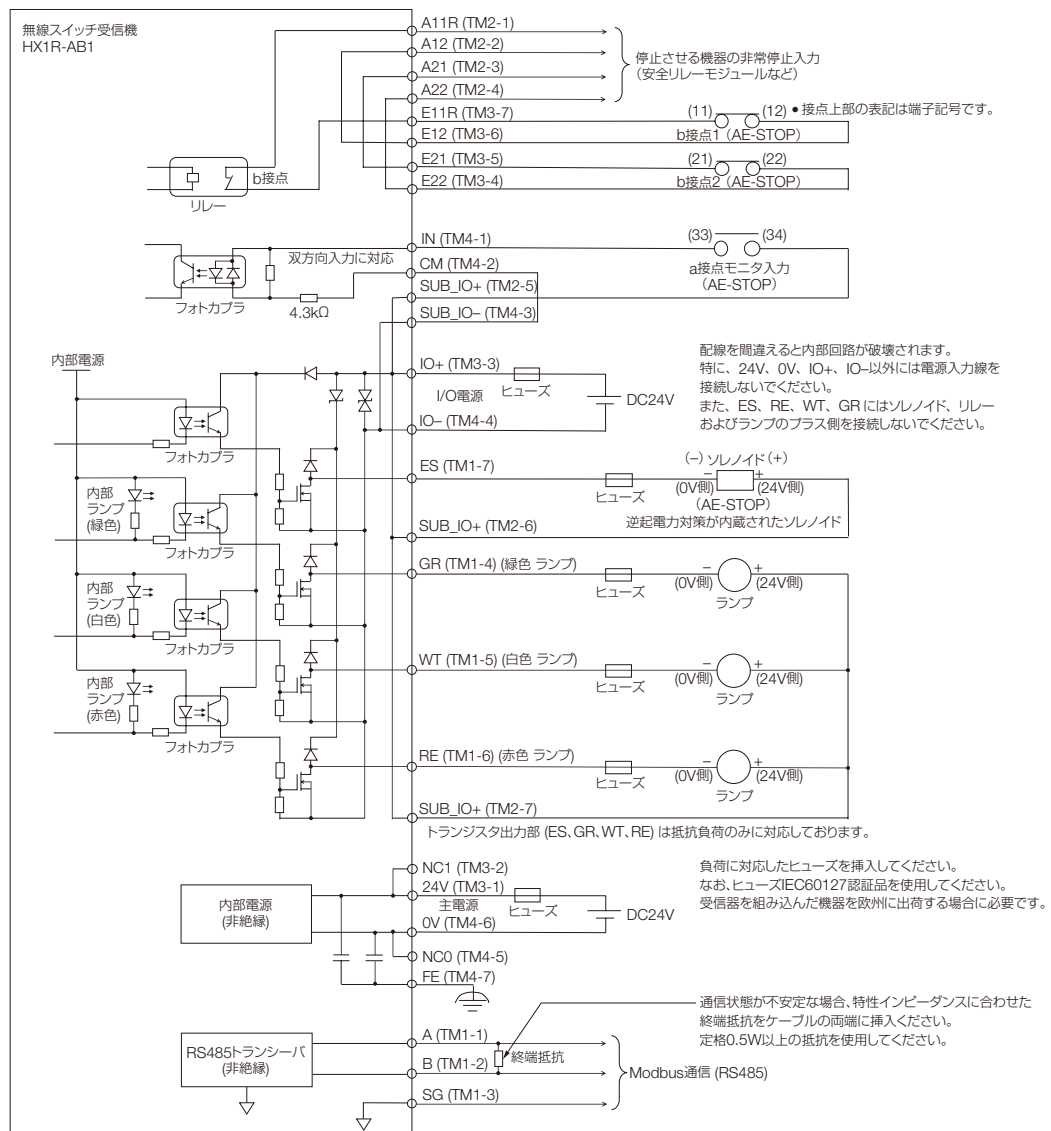 無線スイッチ受信機
HX1R-AB1
A11R (TM2-1)
A12 (TM2-2)
A21 (TM2-3)
A22 (TM2-4)
停止させる機器の非常停止入力
(安全リレーモジュールなど)
E11R (TM3-7)
(11) (12) ● 接点上部の表記は端子記号です。
E12 (TM3-6)
b接点1 (AE-STOP)
E21 (TM3-5)
(21) (22)
E22 (TM3-4)
b接点2 (AE-STOP)
b接点
リレー
IN (TM4-1)
(33) (34)
双方向入力に対応
CM (TM4-2)
a接点モニタ入力
(AE-STOP)
SUB_IO+ (TM2-5)
フォトカプラ
4.3kΩ
SUB_IO– (TM4-3)
内部電源
IO+ (TM3-3)
I/O電源
ヒューズ
DC24V
IO– (TM4-4)
配線を間違えると内部回路が破壊されます。
特に、24V、0V、IO+、IO–以外には電源入力線を
接続しないでください。
また、ES、RE、WT、GR にはソレノイド、リレー
およびランプのプラス側を接続しないでください。
フォトカプラ
ES (TM1-7)
ヒューズ
(–) ソレノイド (+)
– +
(0V側) (24V側)
(AE-STOP)
逆起電力対策が内蔵されたソレノイド
内部
ランプ
(緑色)
フォトカプラ
SUB_IO+ (TM2-6)
GR (TM1-4) (緑色 ランプ)
ヒューズ
– +
(0V側) (24V側)
ランプ
内部
ランプ
(白色)
フォトカプラ
WT (TM1-5) (白色 ランプ)
ヒューズ
– +
(0V側) (24V側)
ランプ
内部
ランプ
(赤色)
フォトカプラ
RE (TM1-6) (赤色 ランプ)
ヒューズ
– +
(0V側) (24V側)
ランプ
SUB_IO+ (TM2-7)
トランジスタ出力部 (ES、GR、WT、RE) は抵抗負荷のみに対応しております。
NC1 (TM3-2)
24V (TM3-1)
主電源
ヒューズ
DC24V
0V (TM4-6)
内部電源
(非絶縁)
NC0 (TM4-5)
FE (TM4-7)
負荷に対応したヒューズを挿入してください。
なお、ヒューズIEC60127認証品を使用してください。
受信器を組み込んだ機器を欧州に出荷する場合に必要です。
通信状態が不安定な場合、特性インピーダンスに合わせた
終端抵抗をケーブルの両端に挿入ください。
定格0.5W以上の抵抗を使用してください。
RS485トランシーバ
(非絶縁)
A (TM1-1)
終端抵抗
B (TM1-2)
SG (TM1-3)
Modbus通信 (RS485)